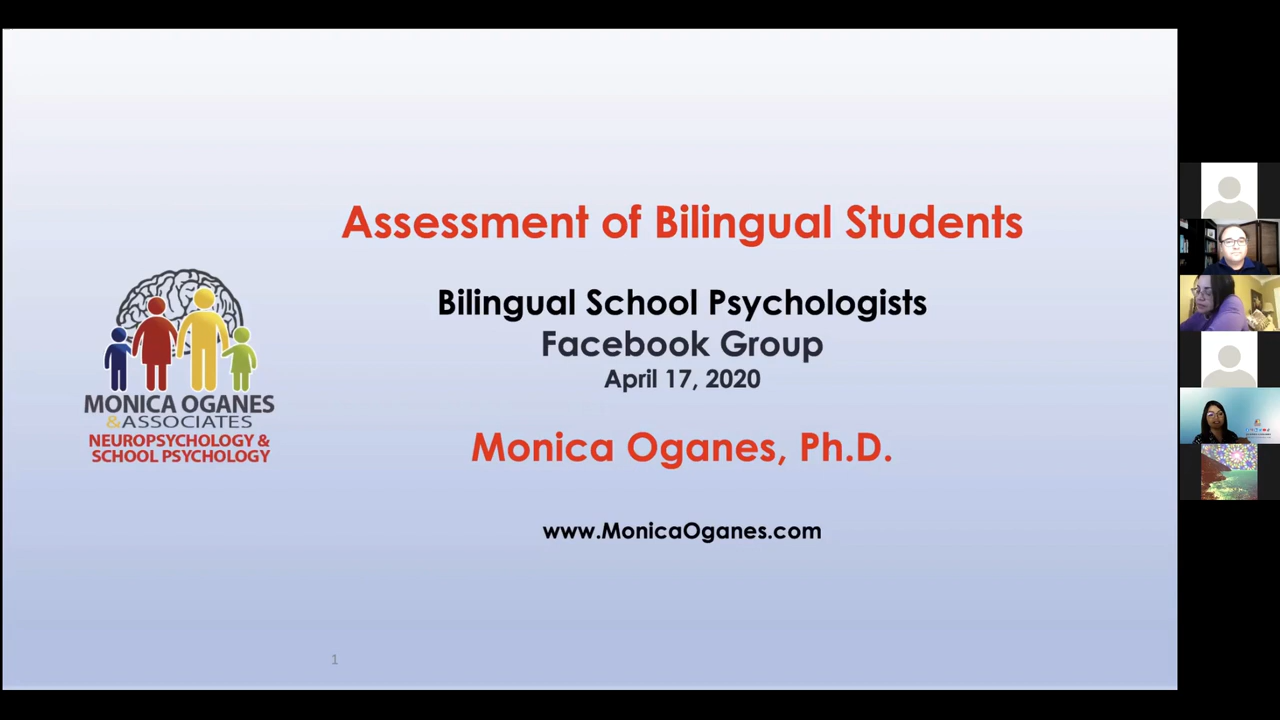 Assessment of Bilingual Students
Bilingual School Psychologists
Facebook Group
April 17, 2020
MONICA OGANES
&ASSOCIATES
NEUROPSYCHOLOGY &
SCHOOL PSYCHOLOGY
Monica Oganes, Ph.D.
www.MonicaOganes.com
1